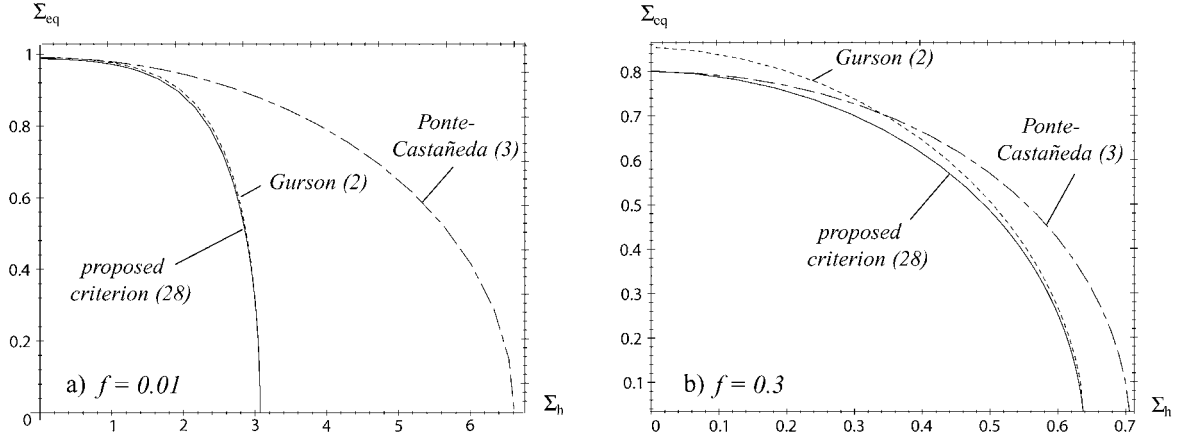 Σeq
1
0.8
0.6
0.4
0.2
0
0
1
2
3
4
5
6
Σh
Ponte-
Castañeda (3)
Gurson (2)
proposed
criterion (28)
a) f = 0.01
Σeq
0.8
0.7
0.6
0.5
0.4
0.3
0.2
0.1
0
0.1
0.2
0.3
0.4
0.5
0.6
0.7
Σh
Gurson (2)
Ponte-
Castañeda (3)
proposed
criterion (28)
b) f = 0.3